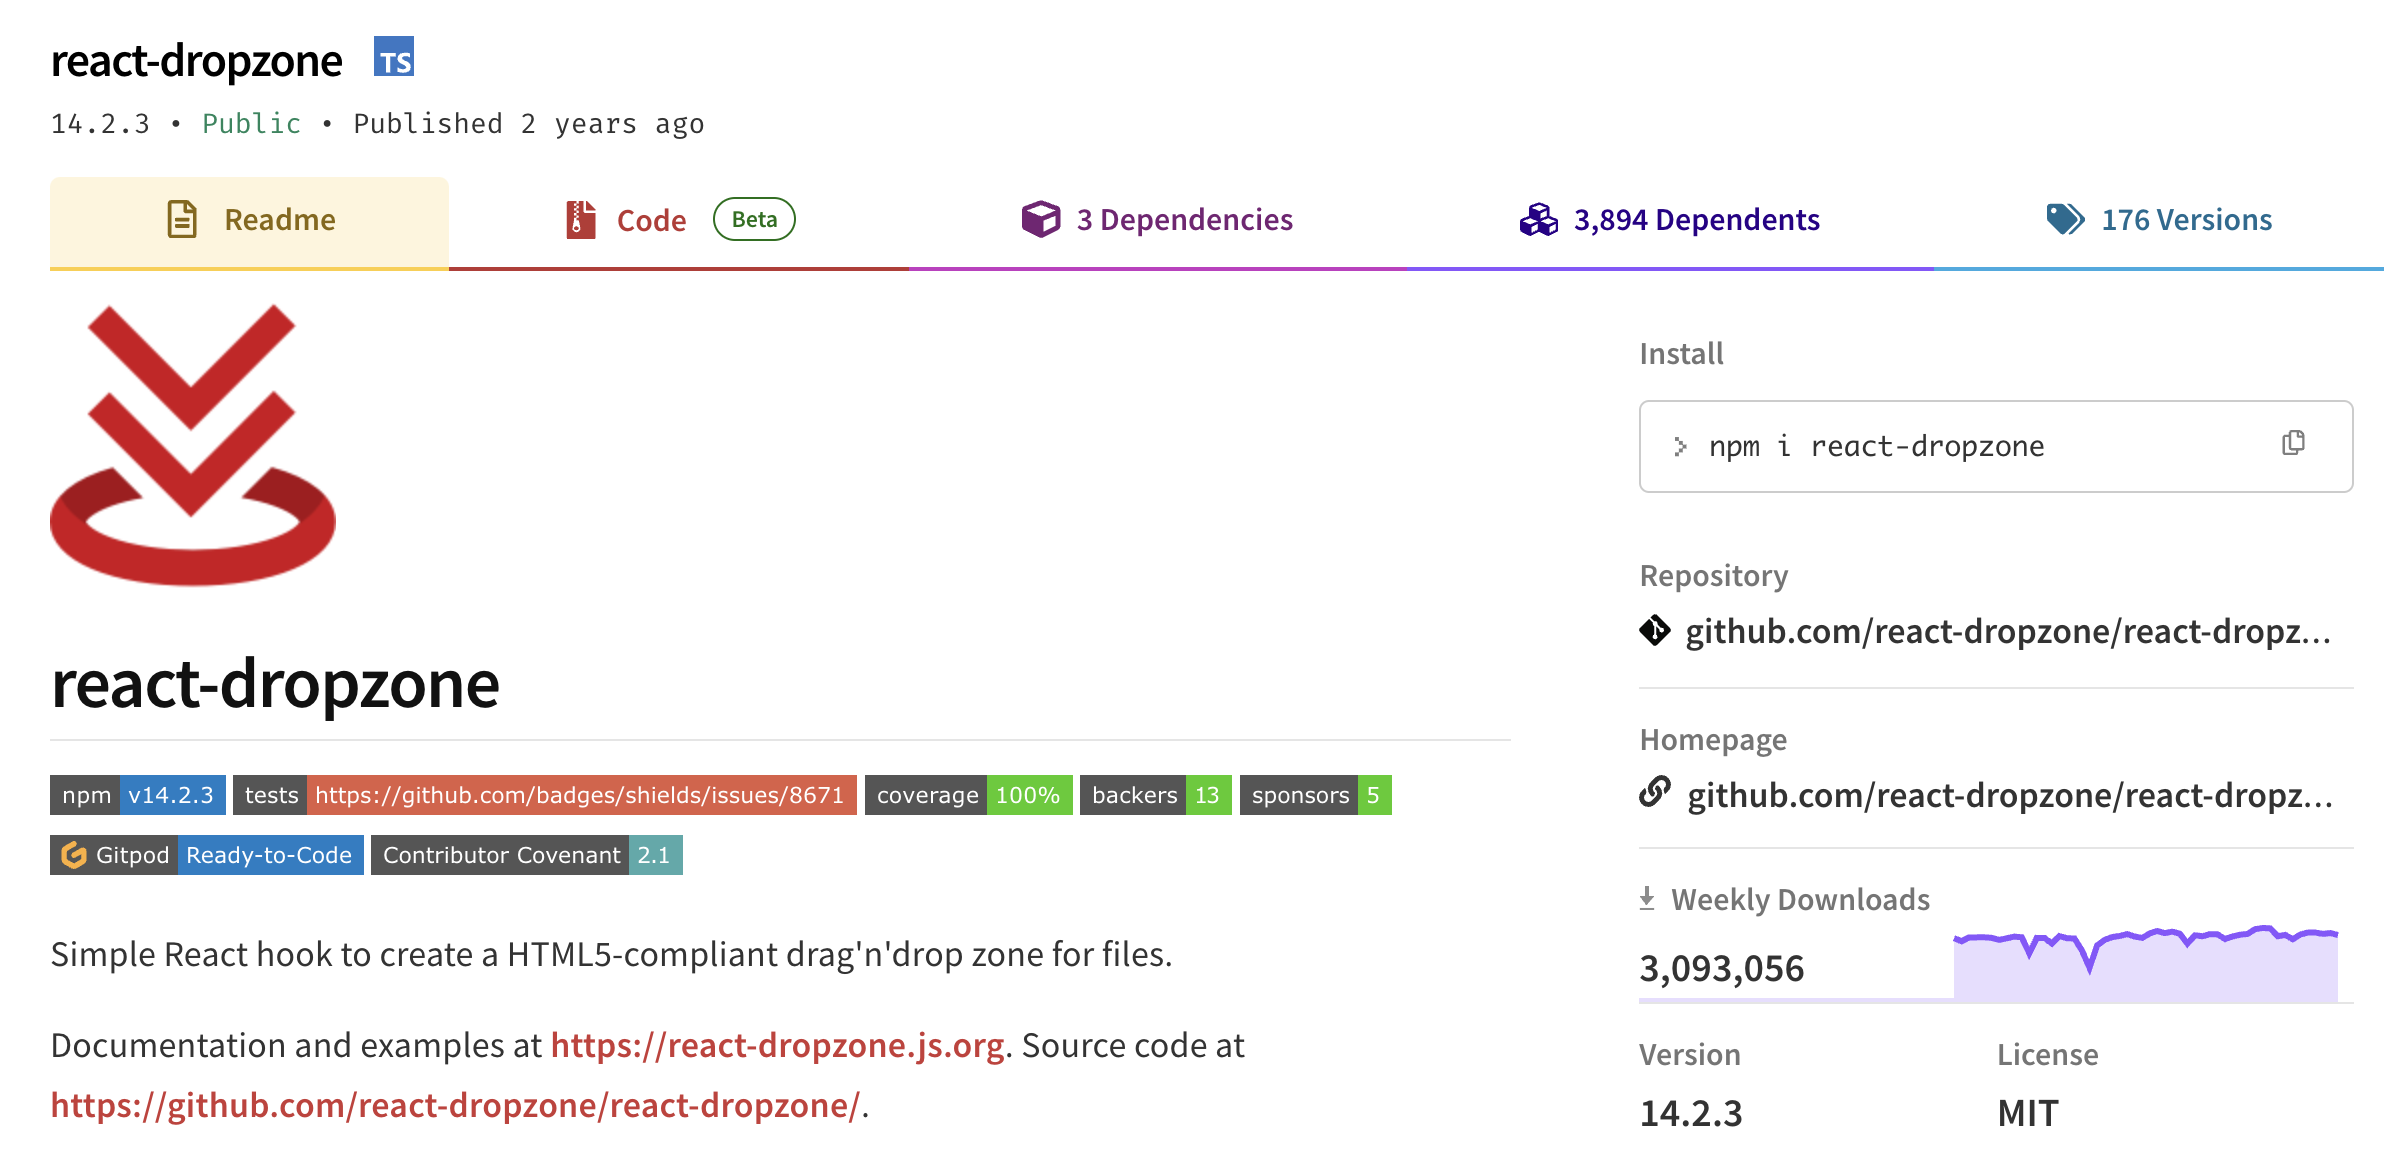 react-dropzone TS
14.2.3 • Public • Published 2 years ago
Readme
Code Beta
3 Dependencies
3,894 Dependents
176 Versions
react-dropzone
npm v14.2.3 tests https://github.com/badges/shields/issues/8671 coverage 100% backers 13 sponsors 5
Gitpod Ready-to-Code Contributor Covenant 2.1
Simple React hook to create a HTML5-compliant drag'n'drop zone for files.
Documentation and examples at https://react-dropzone.js.org. Source code at
https://github.com/react-dropzone/react-dropzone/.
Install
> npm i react-dropzone
Repository
github.com/react-dropzone/react-dropz...
Homepage
github.com/react-dropzone/react-dropz...
Weekly Downloads
3,093,056
Version
14.2.3
License
MIT